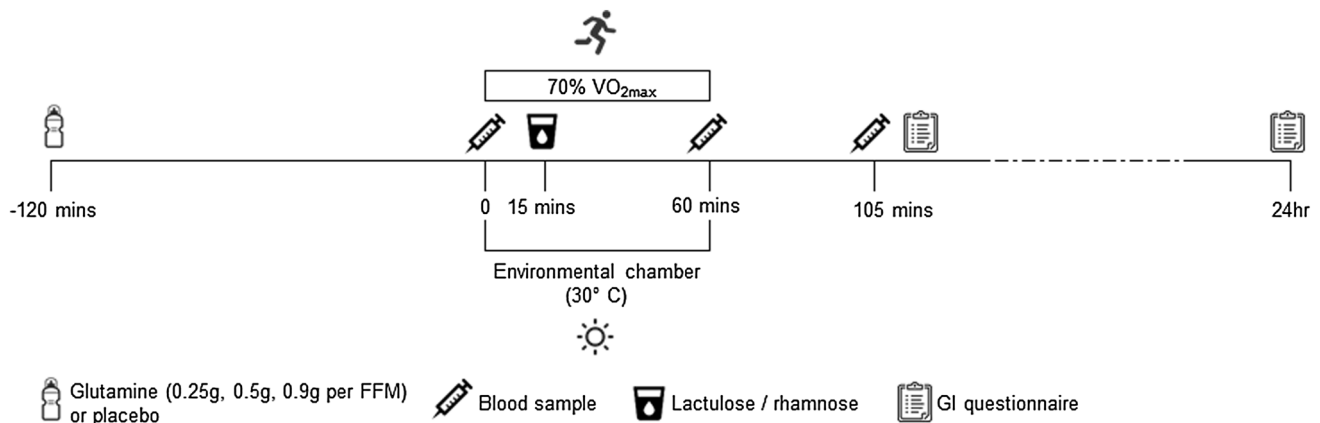 70% VO₂max
-120 mins
0
15 mins
60 mins
105 mins
24hr
Environmental chamber
(30° C)
Glutamine (0.25g, 0.5g, 0.9g per FFM)
or placebo
Blood sample
Lactulose / rhamnose
GI questionnaire